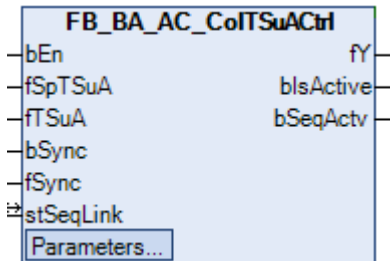 FB_BA_AC_ColTSuACtrl
bEn fY
fSpTSuA bIsActive
fTSuA bSeqActv
bSync
fSync
stSeqLink
Parameters...